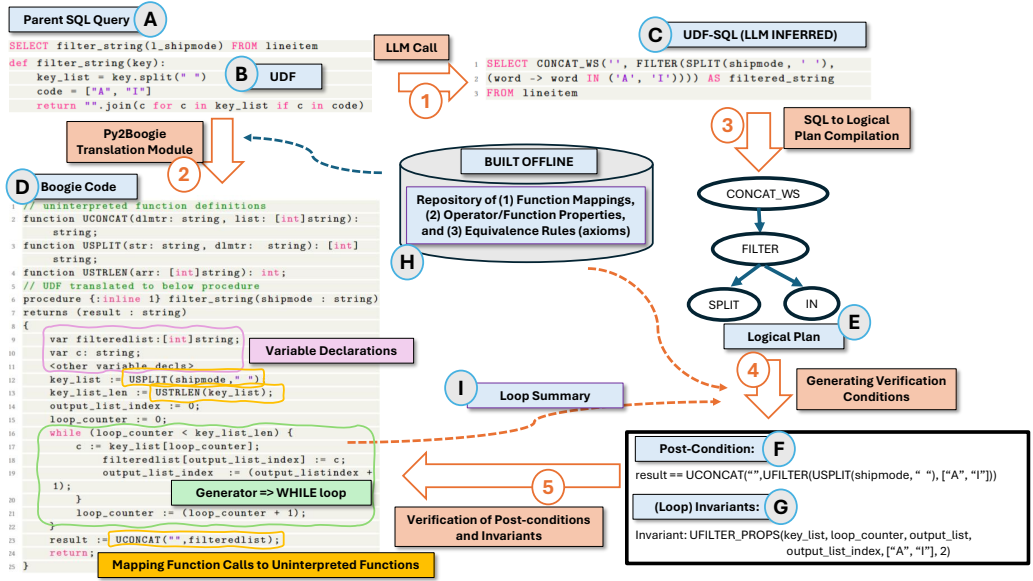 Parent SQL Query
A
SELECT filter_string(l_shipmode) FROM lineitem
def filter_string(key):
key_list = key.split(" ")
code = ["A", "I"]
return "".join(c for c in key_list if c in code)
B
UDF
LLM Call
1
C
UDF-SQL (LLM INFERRED)
1 SELECT CONCAT_WS('', FILTER(SPLIT(shipmode, ' '),
2 (word -> word IN ('A', 'I')))) AS filtered_string
3 FROM lineitem
Py2Boogie
Translation Module
2
3
SQL to Logical
Plan Compilation
BUILT OFFLINE
Repository of (1) Function Mappings,
(2) Operator/Function Properties,
and (3) Equivalence Rules (axioms)
H
CONCAT_WS
FILTER
SPLIT
IN
E
Logical Plan
D
Boogie Code
1 // uninterpreted function definitions
2 function UCONCAT(dlmtr: string, list: [int]string):
string;
3 function USPLIT(str: string, dlmtr: string): [int]
string;
4 function USTRLEN(arr: [int]string): int;
5 // UDF translated to below procedure
6 procedure {:inline 1} filter_string(shipmode : string)
7 returns (result : string)
8 {
9 var filteredlist:[int]string;
10 var c: string;
11 <other variable decls>
12 key_list := USPLIT(shipmode," ")
13 key_list_len := USTRLEN(key_list);
14 output_list_index := 0;
15 loop_counter := 0;
16 while (loop_counter < key_list_len) {
17 c := key_list[loop_counter];
18 filteredlist[output_list_index] := c;
19 output_list_index := (output_listindex +
1);
20 }
21 loop_counter := (loop_counter + 1);
22 }
23 result := UCONCAT("",filteredlist);
24 return;
25 }
Variable Declarations
Generator => WHILE loop
Mapping Function Calls to Uninterpreted Functions
I
Loop Summary
4
Generating Verification
Conditions
5
Verification of Post-conditions
and Invariants
Post-Condition:
F
result == UCONCAT(“”,UFILTER(USPLIT(shipmode, “ “), [“A”, “I”]))
(Loop) Invariants:
G
Invariant: UFILTER_PROPS(key_list, loop_counter, output_list,
output_list_index, [“A”, “I”], 2)